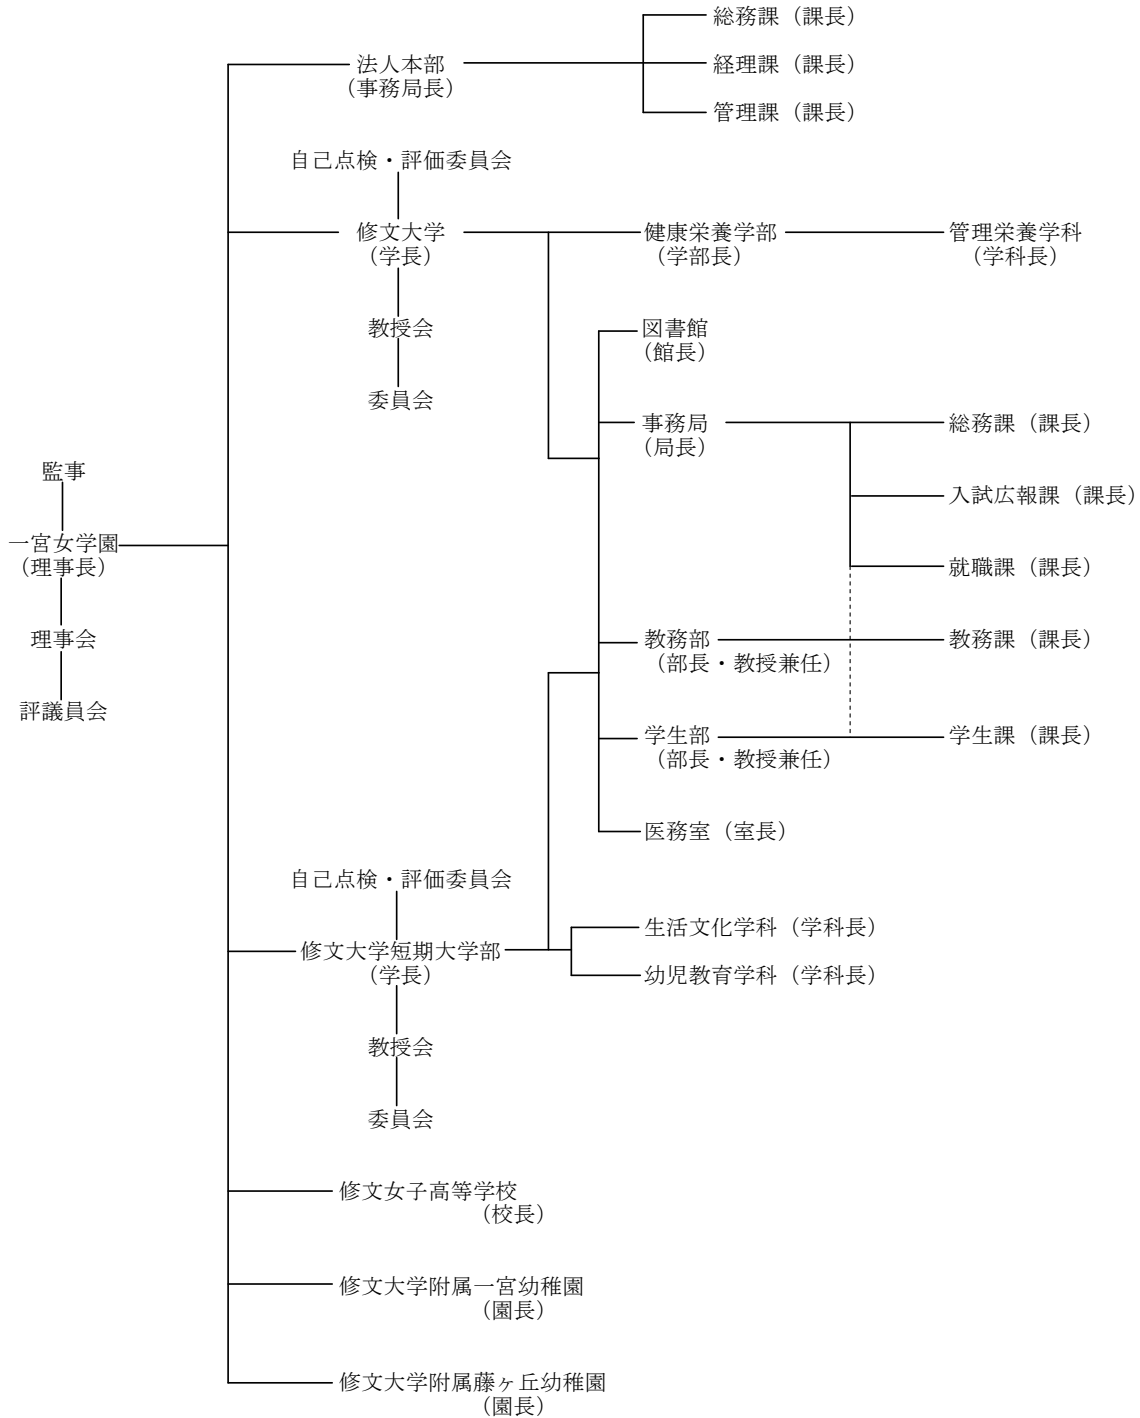 総務課（課長）
法人本部
（事務局長）
経理課（課長）
管理課（課長）
自己点検・評価委員会
修文大学
（学長）
健康栄養学部
（学部長）
管理栄養学科
（学科長）
教授会
委員会
図書館
（館長）
事務局
（局長）
総務課（課長）
入試広報課（課長）
就職課（課長）
監事
一宮女学園
（理事長）
理事会
評議員会
教務部
（部長・教授兼任）
教務課（課長）
学生部
（部長・教授兼任）
学生課（課長）
医務室（室長）
自己点検・評価委員会
修文大学短期大学部
（学長）
生活文化学科（学科長）
幼児教育学科（学科長）
教授会
委員会
修文女子高等学校
（校長）
修文大学附属一宮幼稚園
（園長）
修文大学附属藤ヶ丘幼稚園
（園長）